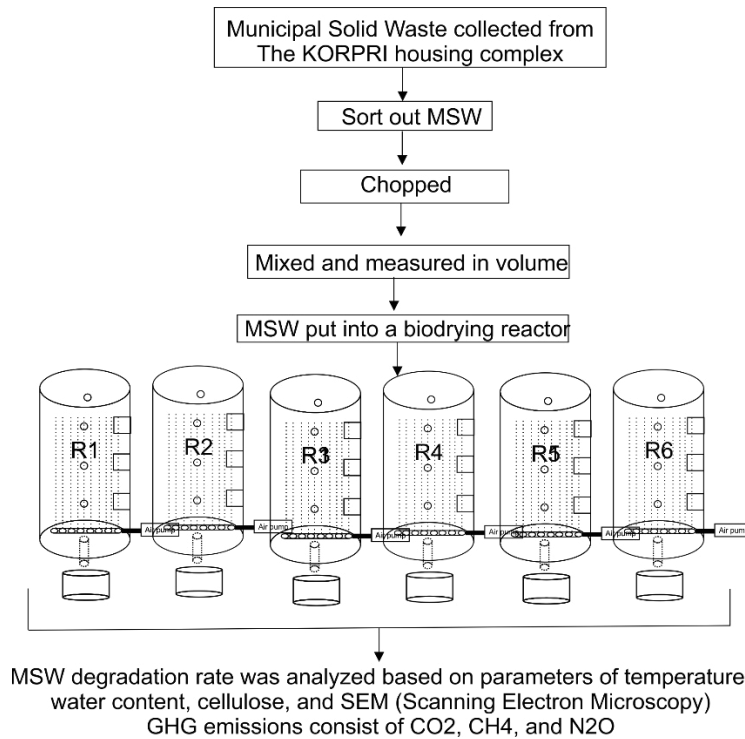 Municipal Solid Waste collected from
The KORPRI housing complex
Sort out MSW
Chopped
Mixed and measured in volume
MSW put into a biodrying reactor
R1
R2
R3
R4
R5
R6
Air pump
Air pump
Air pump
Air pump
Air pump
Air pump
MSW degradation rate was analyzed based on parameters of temperature
water content, cellulose, and SEM (Scanning Electron Microscopy)
GHG emissions consist of CO2, CH4, and N2O